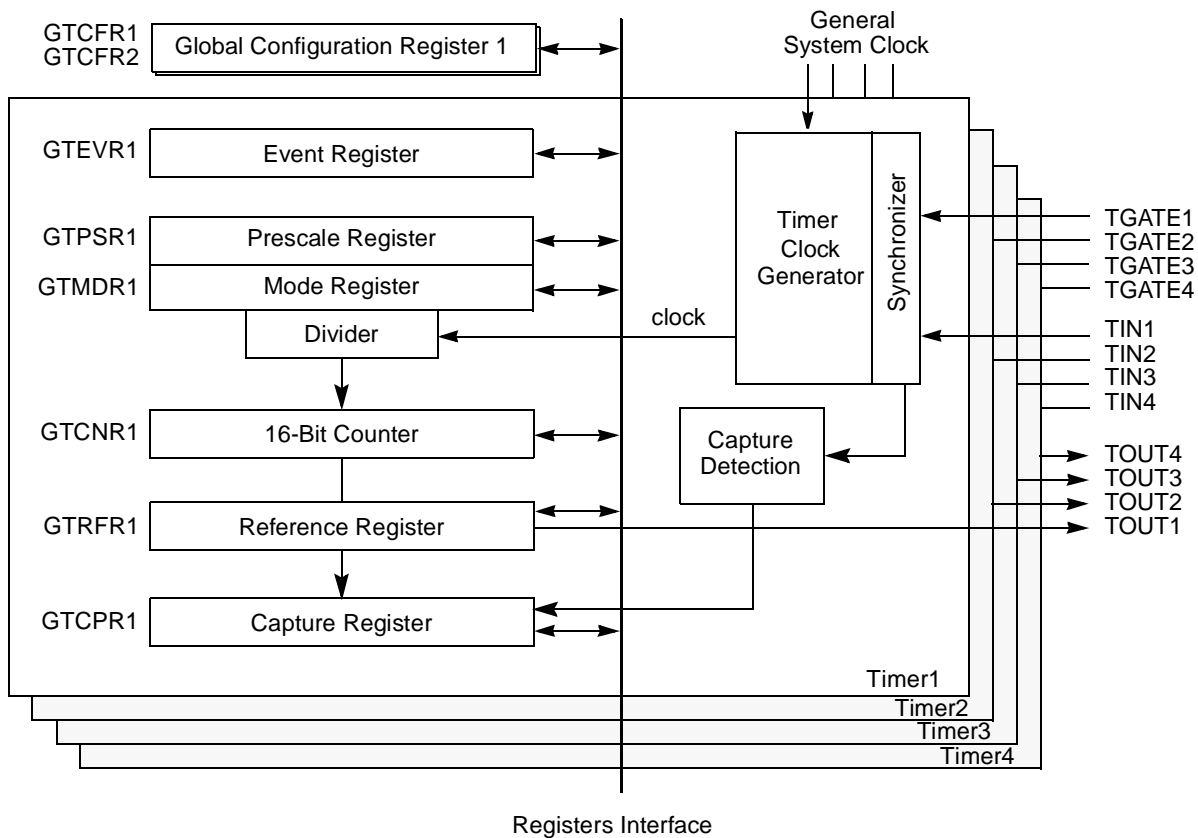 GTCFR1
GTCFR2
Global Configuration Register 1
General
System Clock
GTEVR1
Event Register
GTPSR1
Prescale Register
GTMDR1
Mode Register
Divider
clock
Timer
Clock
Generator
Synchronizer
TGATE1
TGATE2
TGATE3
TGATE4
TIN1
TIN2
TIN3
TIN4
GTCNR1
16-Bit Counter
Capture
Detection
TOUT4
TOUT3
TOUT2
TOUT1
GTRFR1
Reference Register
GTCPR1
Capture Register
Timer1
Timer2
Timer3
Timer4
Registers Interface